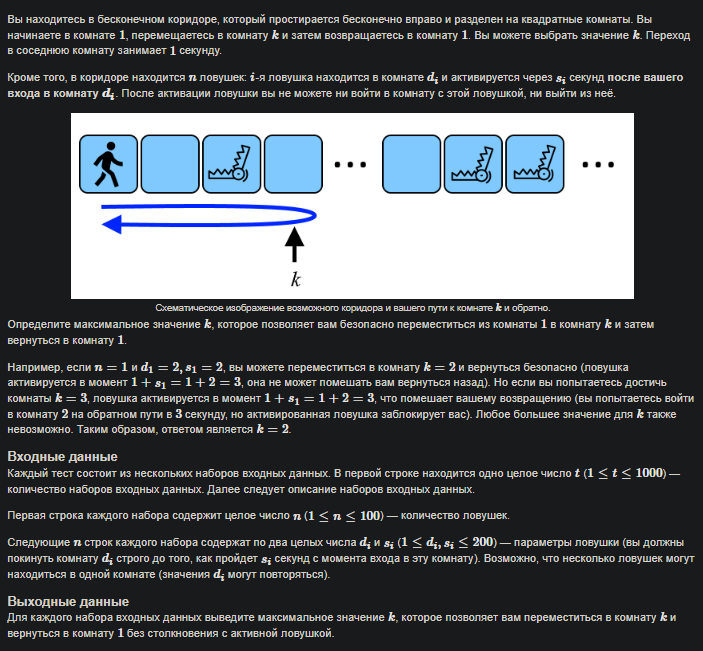 Вы находитесь в бесконечном коридоре, который простирается бесконечно вправо и разделен на квадратные комнаты. Вы
начинаете в комнате 1, перемещаетесь в комнату k и затем возвращаетесь в комнату 1. Вы можете выбрать значение k. Переход
в соседнюю комнату занимает 1 секунду.
Кроме того, в коридоре находится n ловушек: i-я ловушка находится в комнате d_i и активируется через s_i секунд после вашего
входа в комнату d_i. После активации ловушки вы не можете ни войти в комнату с этой ловушкой, ни выйти из неё.
k
Схематическое изображение возможного коридора и вашего пути к комнате k и обратно.
Определите максимальное значение k, которое позволяет вам безопасно переместиться из комнаты 1 в комнату k и затем
вернуться в комнату 1.
Например, если n = 1 и d_1 = 2, s_1 = 2, вы можете переместиться в комнату k = 2 и вернуться безопасно (ловушка
активируется в момент 1 + s_1 = 1 + 2 = 3, она не может помешать вам вернуться назад). Но если вы попытаетесь достичь
комнаты k = 3, ловушка активируется в момент 1 + s_1 = 1 + 2 = 3, что помешает вашему возвращению (вы попытаетесь войти
в комнату 2 на обратном пути в 3 секунду, но активированная ловушка заблокирует вас). Любое большее значение для k также
невозможно. Таким образом, ответом является k = 2.
Входные данные
Каждый тест состоит из нескольких наборов входных данных. В первой строке находится одно целое число t (1 ≤ t ≤ 1000) —
количество наборов входных данных. Далее следует описание наборов входных данных.
Первая строка каждого набора содержит целое число n (1 ≤ n ≤ 100) — количество ловушек.
Следующие n строк каждого набора содержат по два целых числа d_i и s_i (1 ≤ d_i, s_i ≤ 200) — параметры ловушки (вы должны
покинуть комнату d_i строго до того, как пройдет s_i секунд с момента входа в эту комнату). Возможно, что несколько ловушек могут
находиться в одной комнате (значения d_i могут повторяться).
Выходные данные
Для каждого набора входных данных выведите максимальное значение k, которое позволяет вам переместиться в комнату k и
вернуться в комнату 1 без столкновения с активной ловушкой.